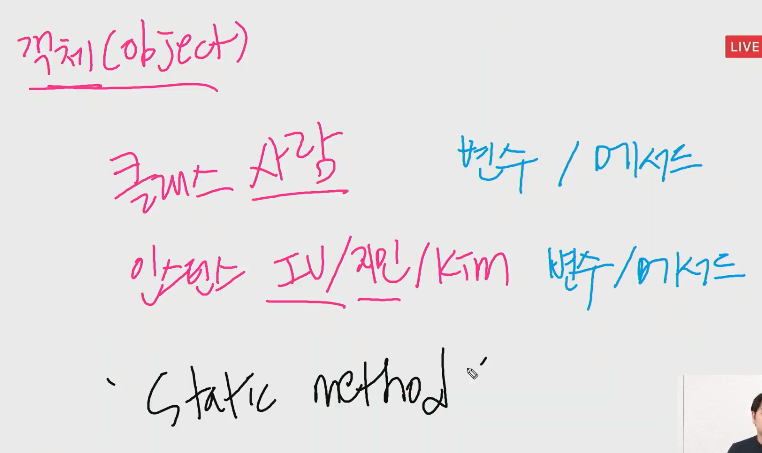 객체(object)
LIVE
클래스 사람 변수 / 메서드
인스턴스 IU/지민/Kim 변수/메서드
' Static method '